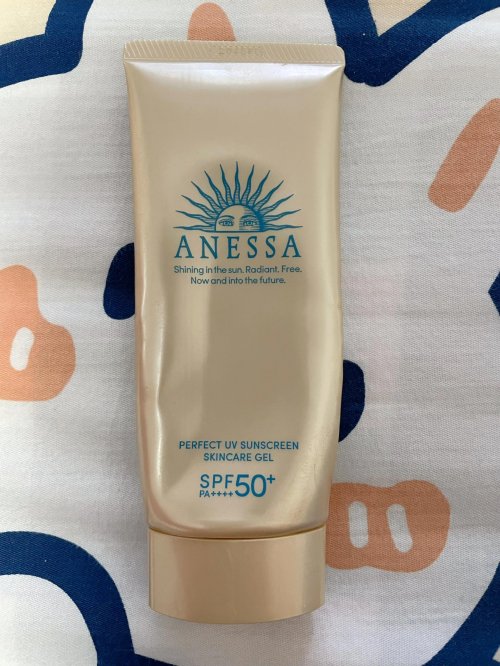 ANESSA
Shining in the sun. Radiant. Free.
Now and into the future.
PERFECT UV SUNSCREEN
SKINCARE GEL
SPF50+
PA++++